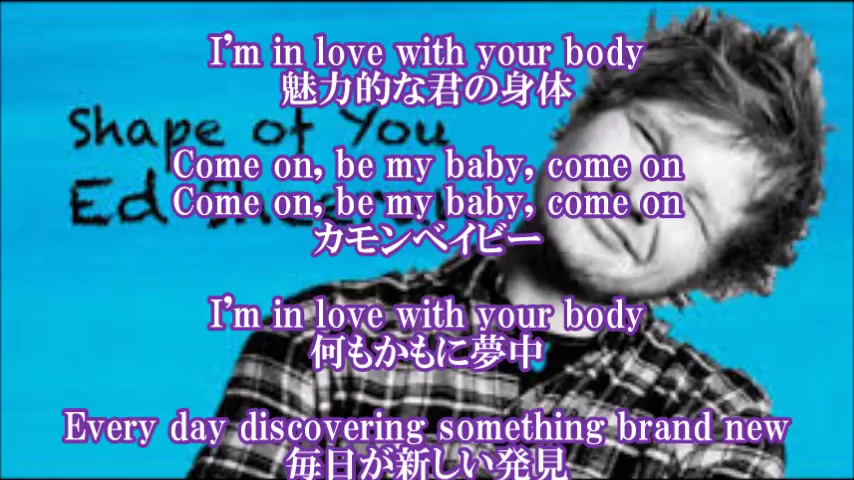 I'm in love with your body
魅力的な君の身体
Shape of You
Come on, be my baby, come on
Ed
Come on, be my baby, come on
カモンベイビー
I'm in love with your body
何もかもに夢中
Every day discovering something brand new
毎日が新しい発見